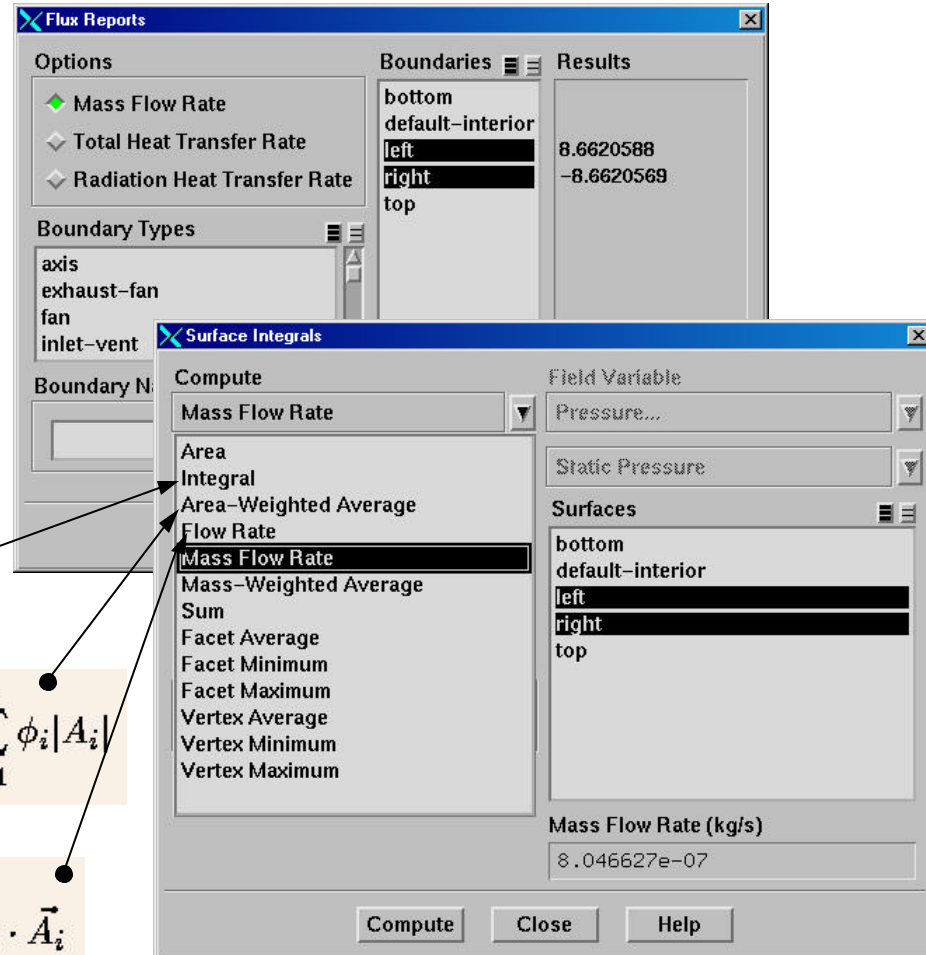 Flux Reports
Options
Mass Flow Rate
Total Heat Transfer Rate
Radiation Heat Transfer Rate
Boundary Types
axis
exhaust-fan
fan
inlet-vent
Boundaries
bottom
default-interior
left
right
top
Results
8.6620588
-8.6620569
Surface Integrals
Compute
Mass Flow Rate
Area
Integral
Area-Weighted Average
Flow Rate
Mass Flow Rate
Mass-Weighted Average
Sum
Facet Average
Facet Minimum
Facet Maximum
Vertex Average
Vertex Minimum
Vertex Maximum
Field Variable
Pressure...
Static Pressure
Surfaces
bottom
default-interior
left
right
top
Mass Flow Rate (kg/s)
8.046627e-07
Compute Close Help
Boundary
ϕᵢ|Aᵢ|
· A⃗ᵢ